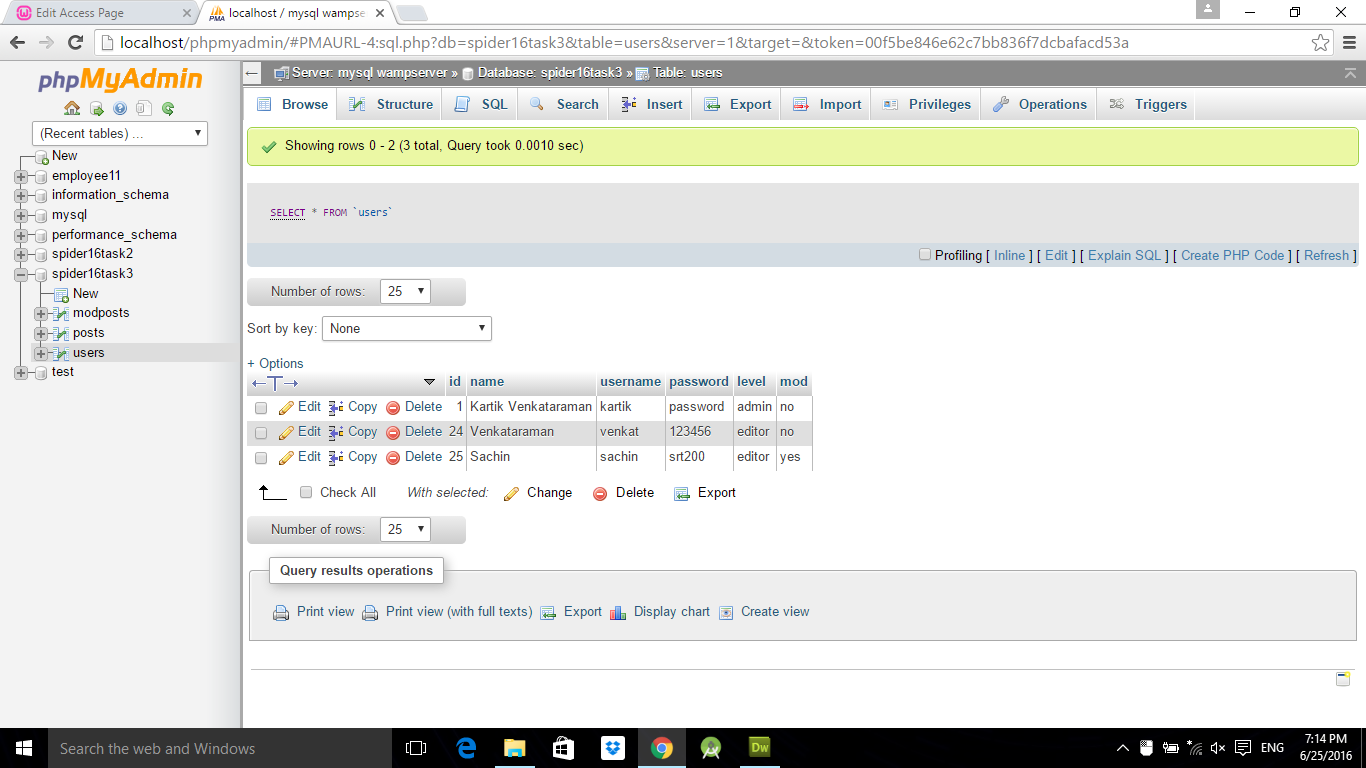 Edit Access Page
localhost / mysql wampse
localhost/phpmyadmin/#PMAURL-4:sql.php?db=spider16task3&table=users&server=1&target=&token=00f5be846e62c7bb836f7dcbafacd53a
phpMyAdmin
(Recent tables) ...
New
employee11
information_schema
mysql
performance_schema
spider16task2
spider16task3
New
modposts
posts
users
test
Server: mysql wampserver » Database: spider16task3 » Table: users
Browse Structure SQL Search Insert Export Import Privileges Operations Triggers
Showing rows 0 - 2 (3 total, Query took 0.0010 sec)
SELECT * FROM `users`
Profiling [ Inline ] [ Edit ] [ Explain SQL ] [ Create PHP Code ] [ Refresh ]
Number of rows: 25
Sort by key: None
+ Options
id name username password level mod
Edit Copy Delete 1 Kartik Venkataraman kartik password admin no
Edit Copy Delete 24 Venkataraman venkat 123456 editor no
Edit Copy Delete 25 Sachin sachin srt200 editor yes
Check All With selected: Change Delete Export
Number of rows: 25
Query results operations
Print view Print view (with full texts) Export Display chart Create view
Search the web and Windows
Dw
ENG
7:14 PM
6/25/2016